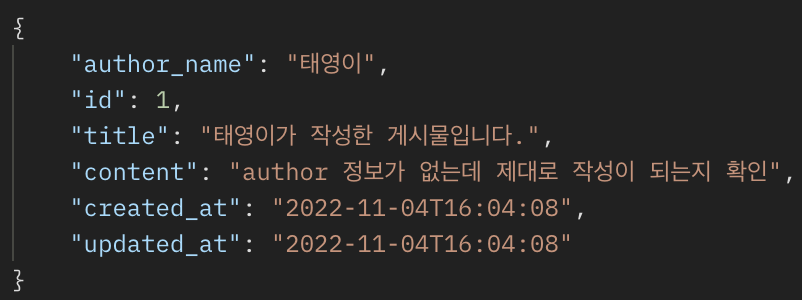 {
"author_name": "태영이",
"id": 1,
"title": "태영이가 작성한 게시물입니다.",
"content": "author 정보가 없는데 제대로 작성이 되는지 확인",
"created_at": "2022-11-04T16:04:08",
"updated_at": "2022-11-04T16:04:08"
}